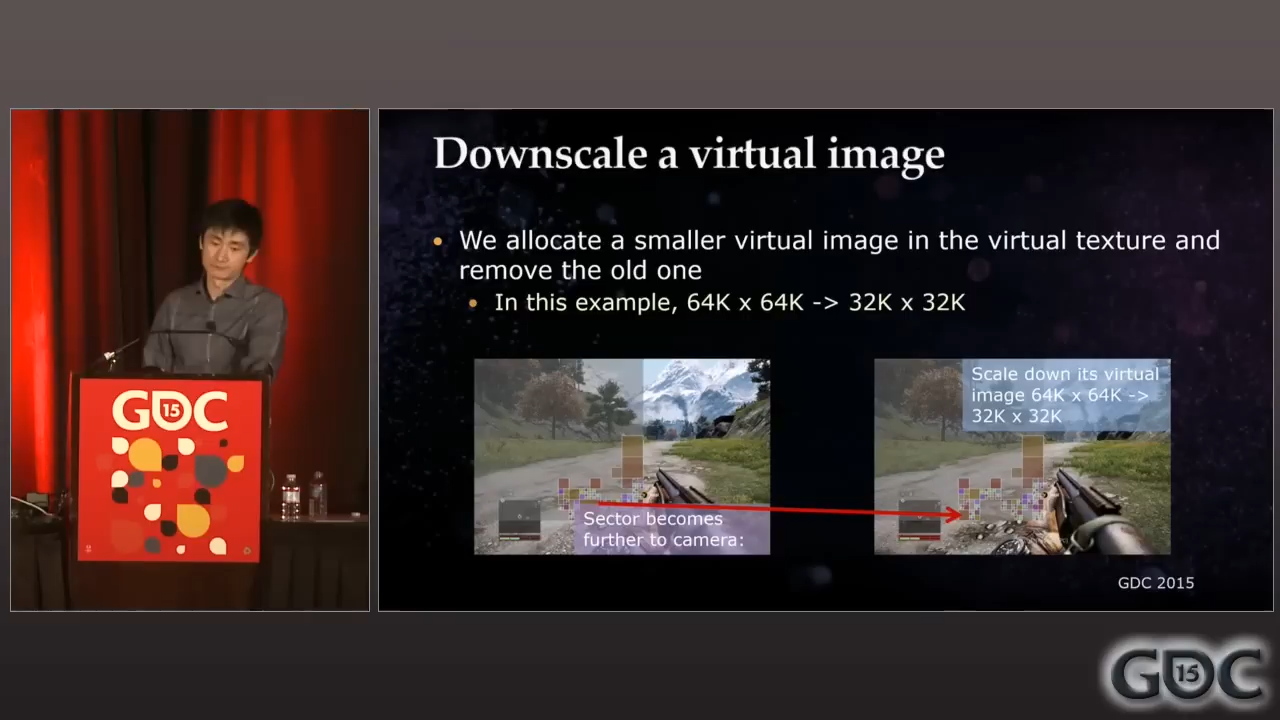 Downscale a virtual image
• We allocate a smaller virtual image in the virtual texture and
remove the old one
• In this example, 64K x 64K -> 32K x 32K
Scale down its virtual
image 64K x 64K ->
32K x 32K
Sector becomes
further to camera:
GDC 2015
GDC
15
GDC
15